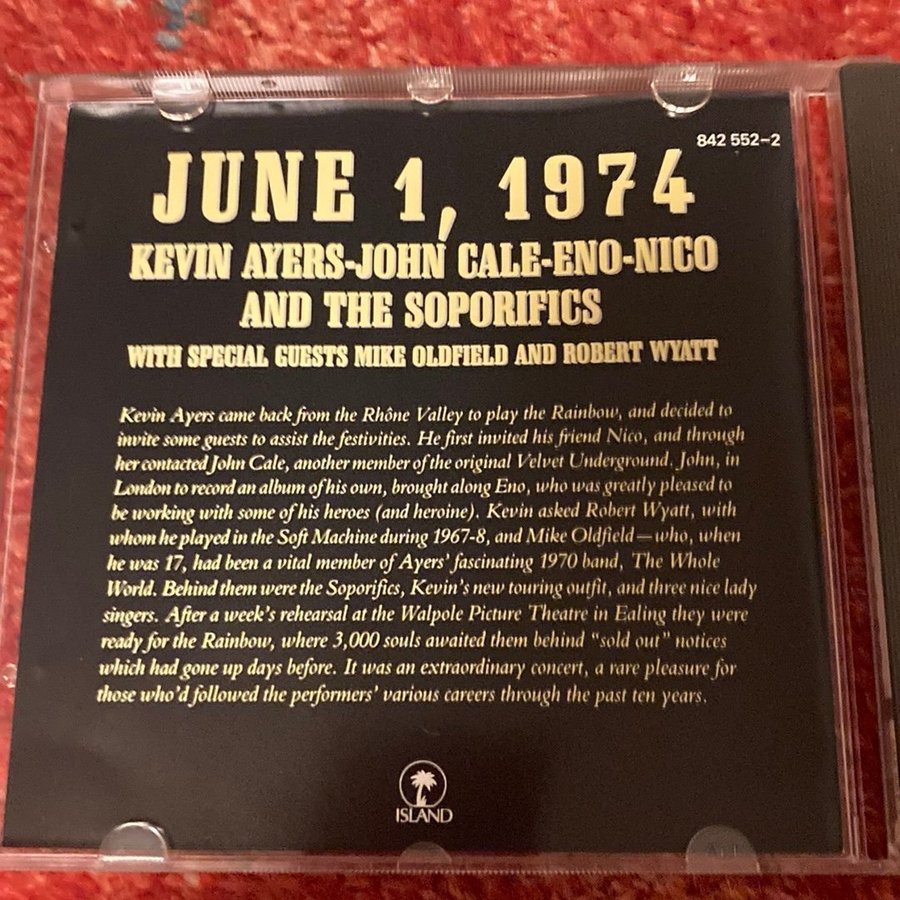 842 552-2
JUNE 1, 1974
KEVIN AYERS-JOHN CALE-ENO-NICO
AND THE SOPORIFICS
WITH SPECIAL GUESTS MIKE OLDFIELD AND ROBERT WYATT
Kevin Ayers came back from the Rhône Valley to play the Rainbow, and decided to
invite some guests to assist the festivities. He first invited his friend Nico, and through
her contacted John Cale, another member of the original Velvet Underground. John, in
London to record an album of his own, brought along Eno, who was greatly pleased to
be working with some of his heroes (and heroine). Kevin asked Robert Wyatt, with
whom he played in the Soft Machine during 1967-8, and Mike Oldfield—who, when
he was 17, had been a vital member of Ayers' fascinating 1970 band, The Whole
World. Behind them were the Soporifics, Kevin's new touring outfit, and three nice lady
singers. After a week's rehearsal at the Walpole Picture Theatre in Ealing they were
ready for the Rainbow, where 3,000 souls awaited them behind "sold out" notices
which had gone up days before. It was an extraordinary concert, a rare pleasure for
those who'd followed the performers' various careers through the past ten years.
ISLAND